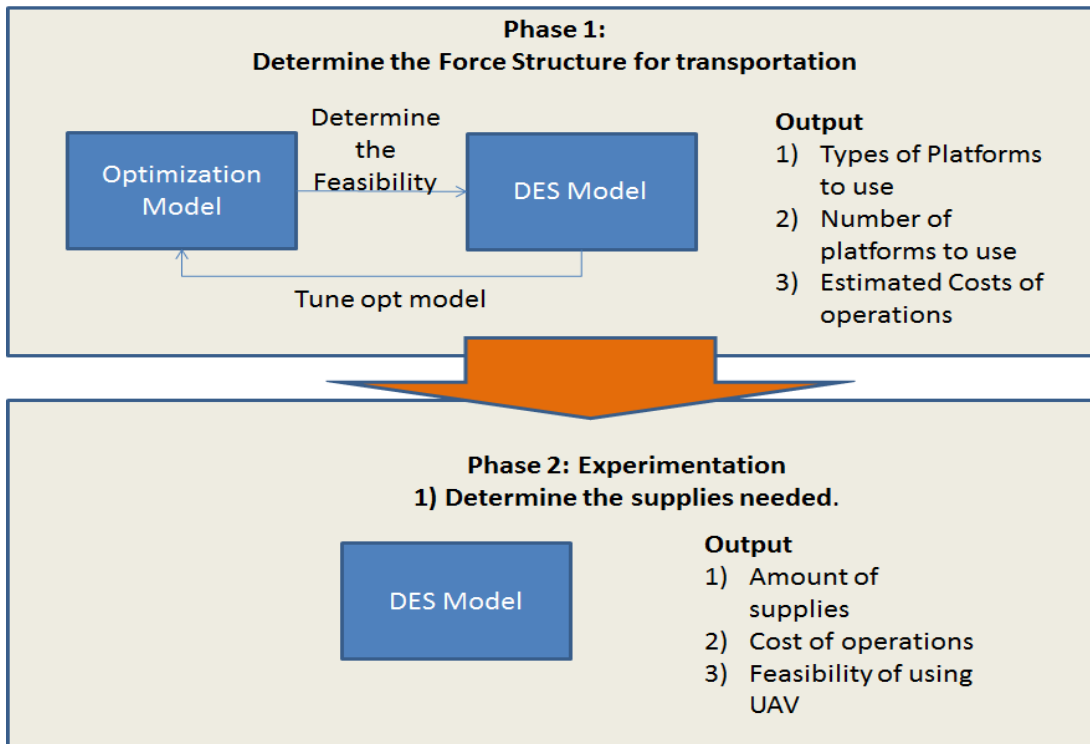 Phase 1:
Determine the Force Structure for transportation
Determine
the
Feasibility
Optimization
Model
DES Model
Tune opt model
Output
1) Types of Platforms
to use
2) Number of
platforms to use
3) Estimated Costs of
operations
Phase 2: Experimentation
1) Determine the supplies needed.
DES Model
Output
1) Amount of
supplies
2) Cost of operations
3) Feasibility of using
UAV